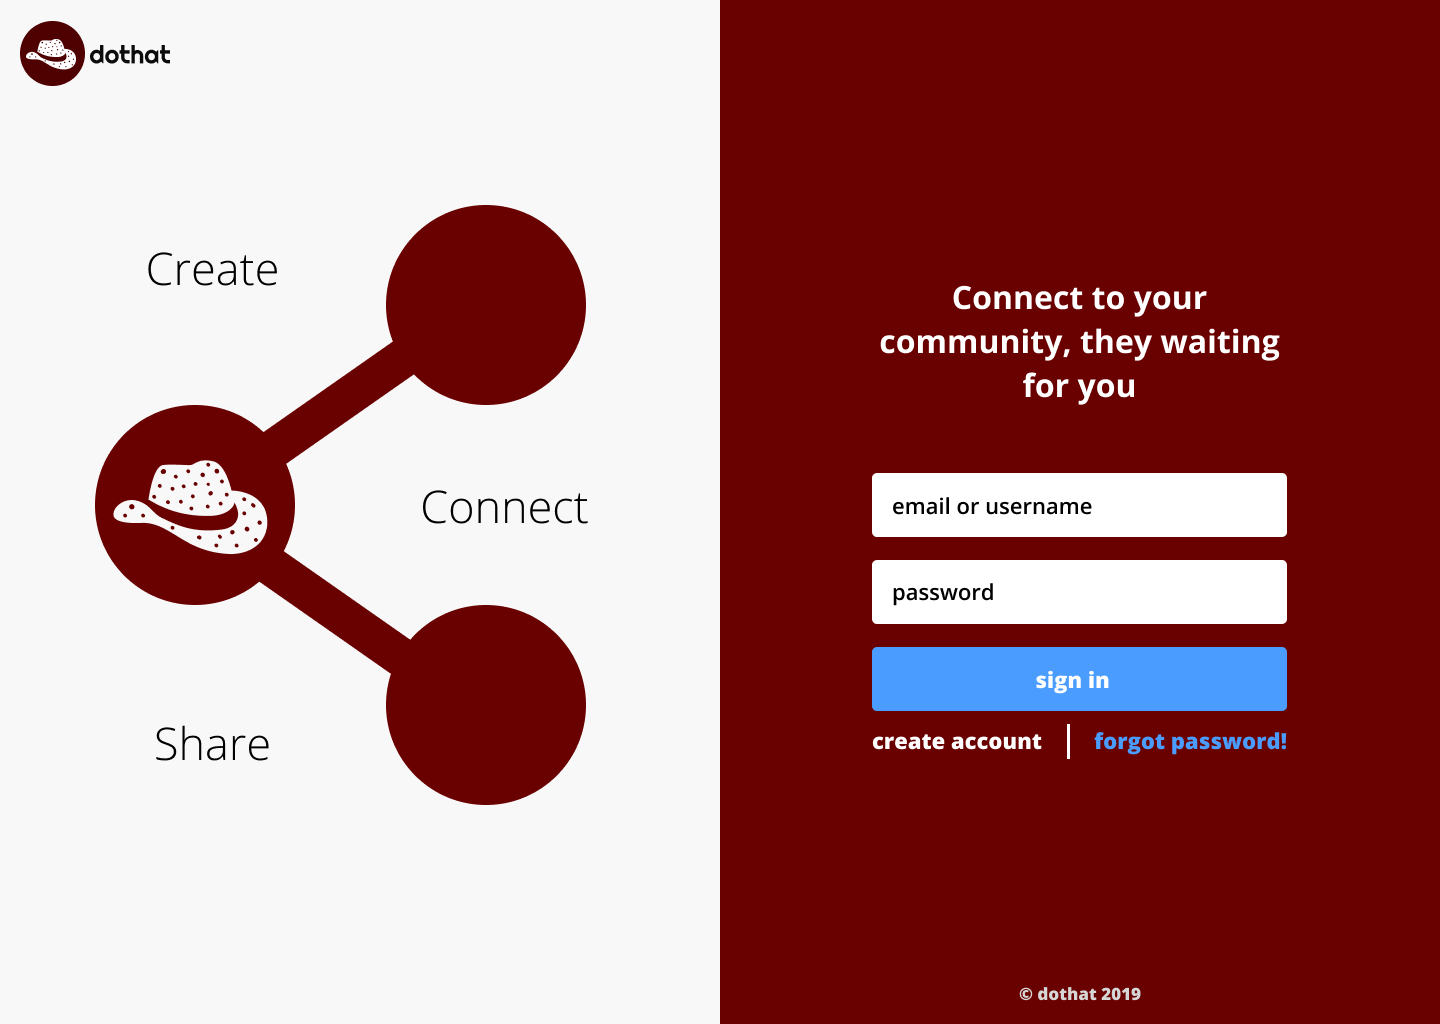 dothat
Create
Connect
Share
Connect to your
community, they waiting
for you
email or username
password
sign in
create account
forgot password!
© dothat 2019